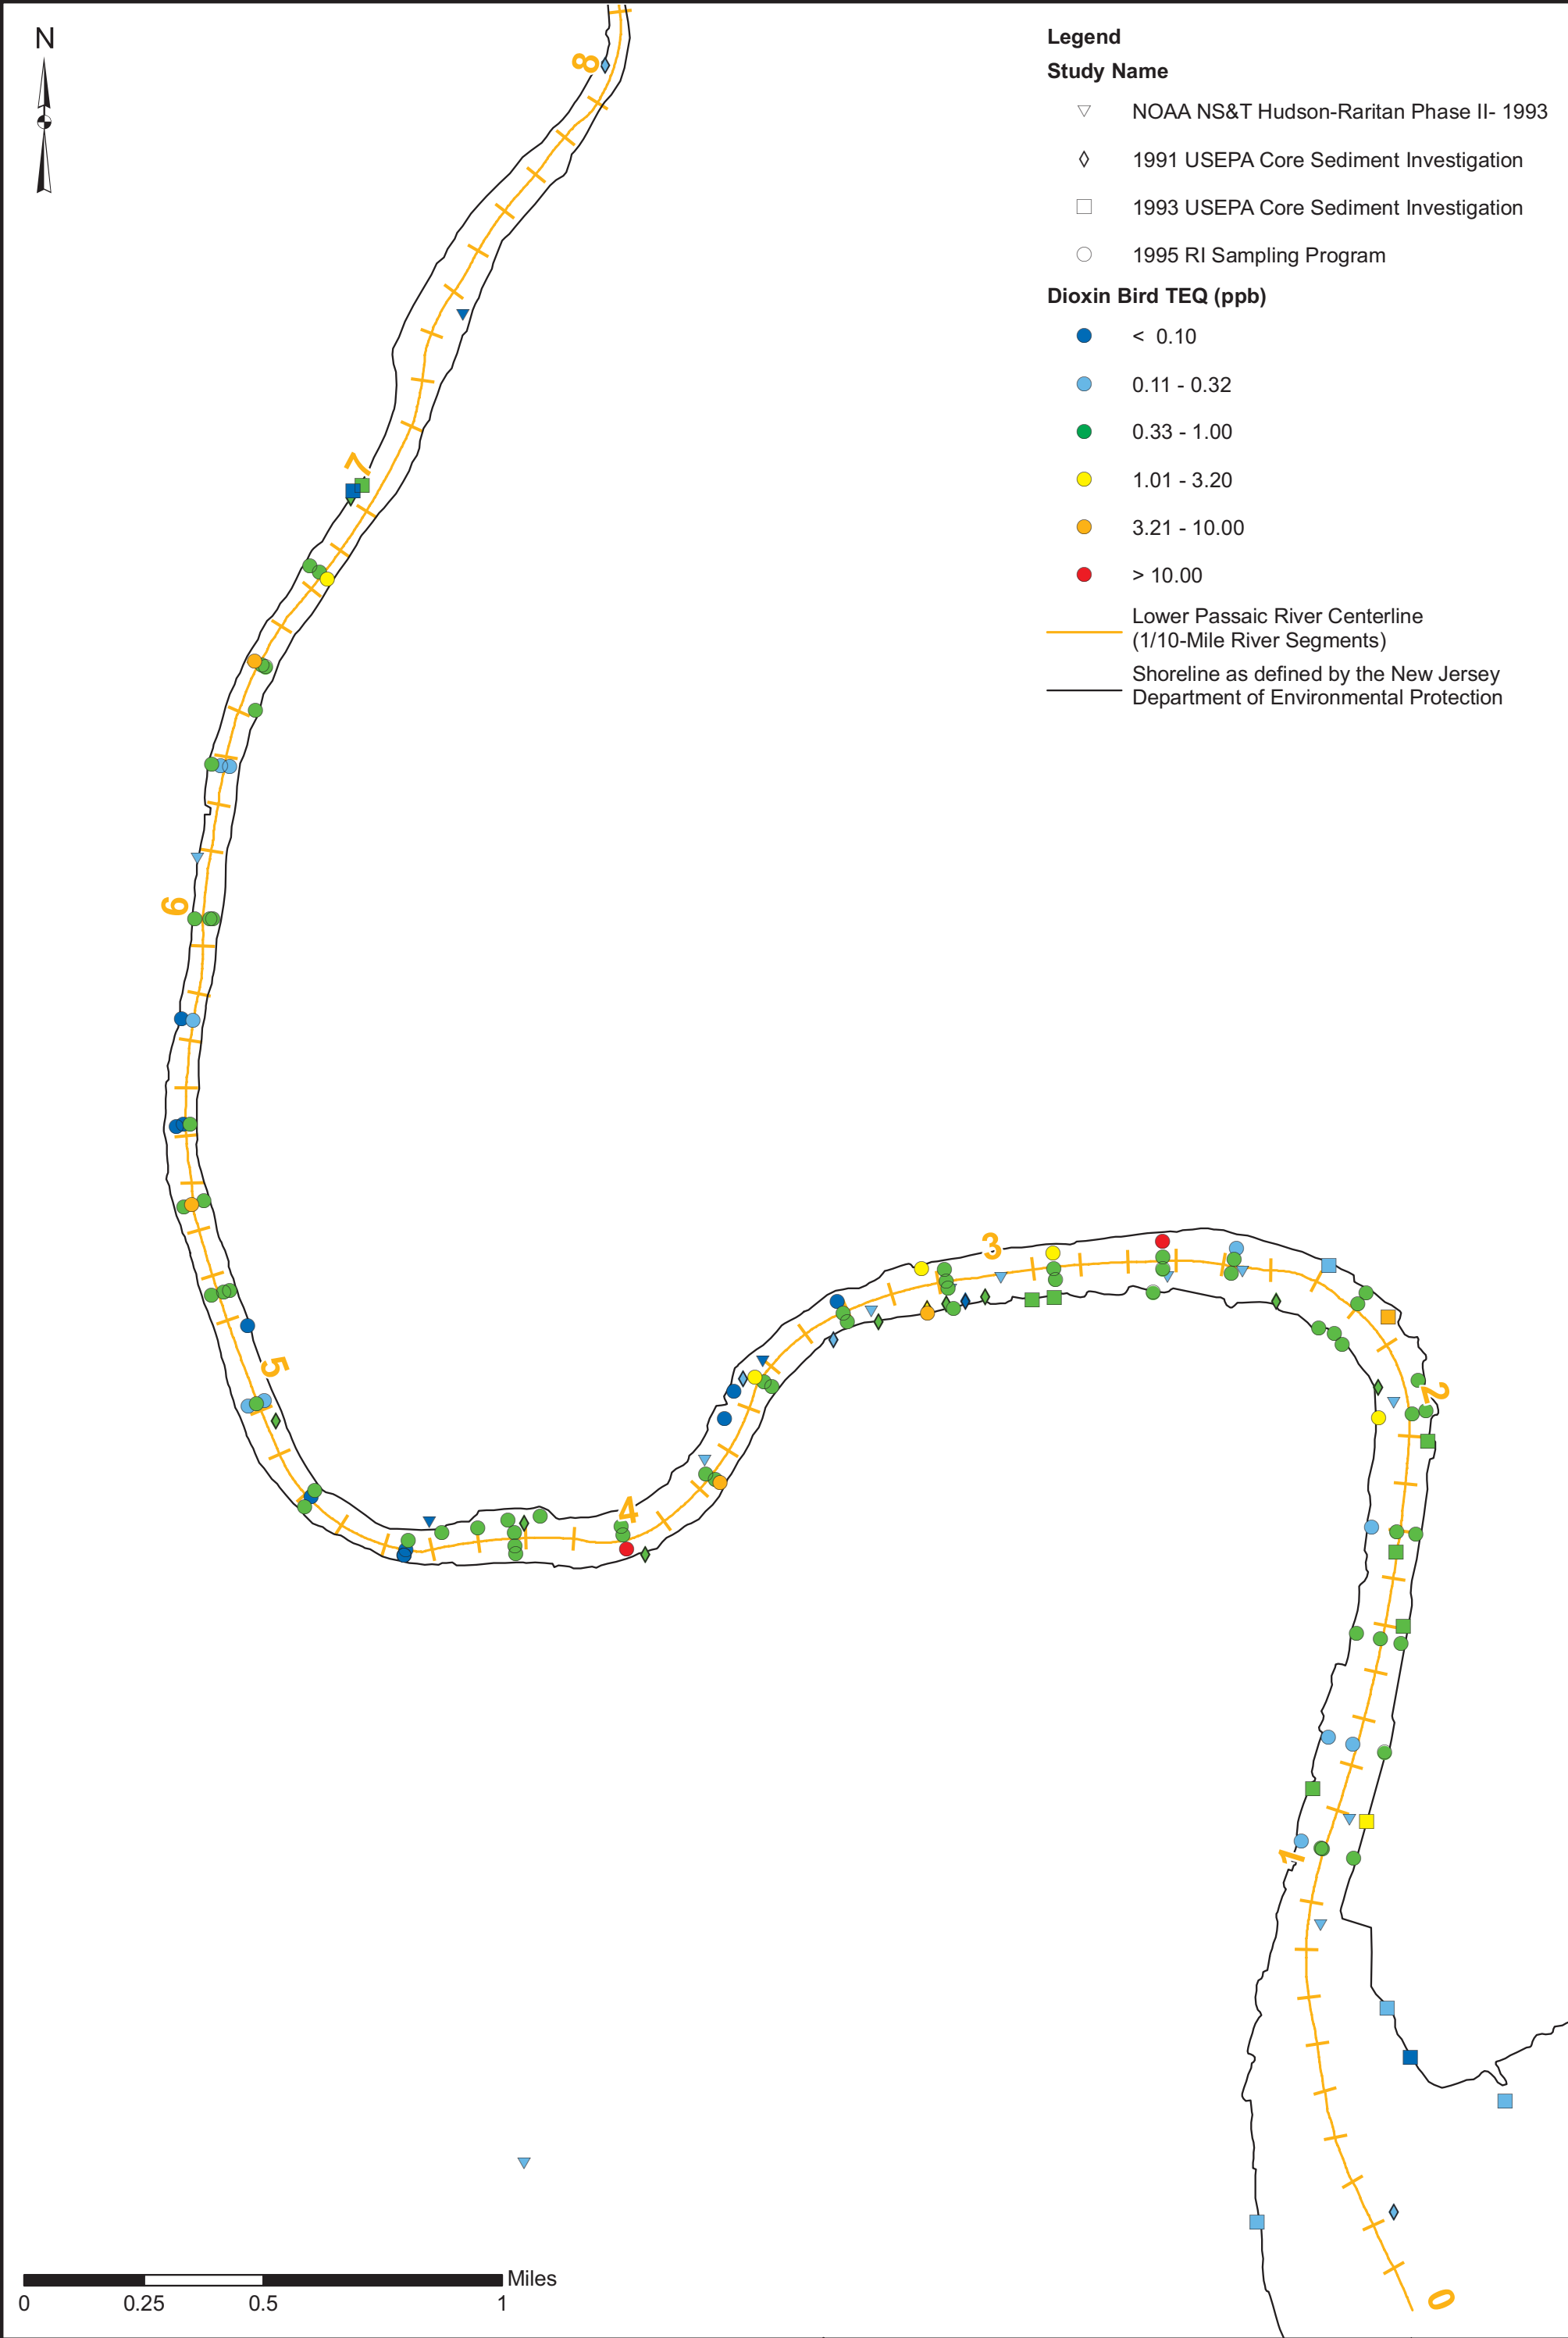 N
Legend
Study Name
NOAA NS&T Hudson-Raritan Phase II- 1993
1991 USEPA Core Sediment Investigation
1993 USEPA Core Sediment Investigation
1995 RI Sampling Program
Dioxin Bird TEQ (ppb)
< 0.10
0.11 - 0.32
0.33 - 1.00
1.01 - 3.20
3.21 - 10.00
> 10.00
Lower Passaic River Centerline
(1/10-Mile River Segments)
Shoreline as defined by the New Jersey
Department of Environmental Protection
8
7
6
5
4
3
2
1
0
Miles
0 0.25 0.5 1